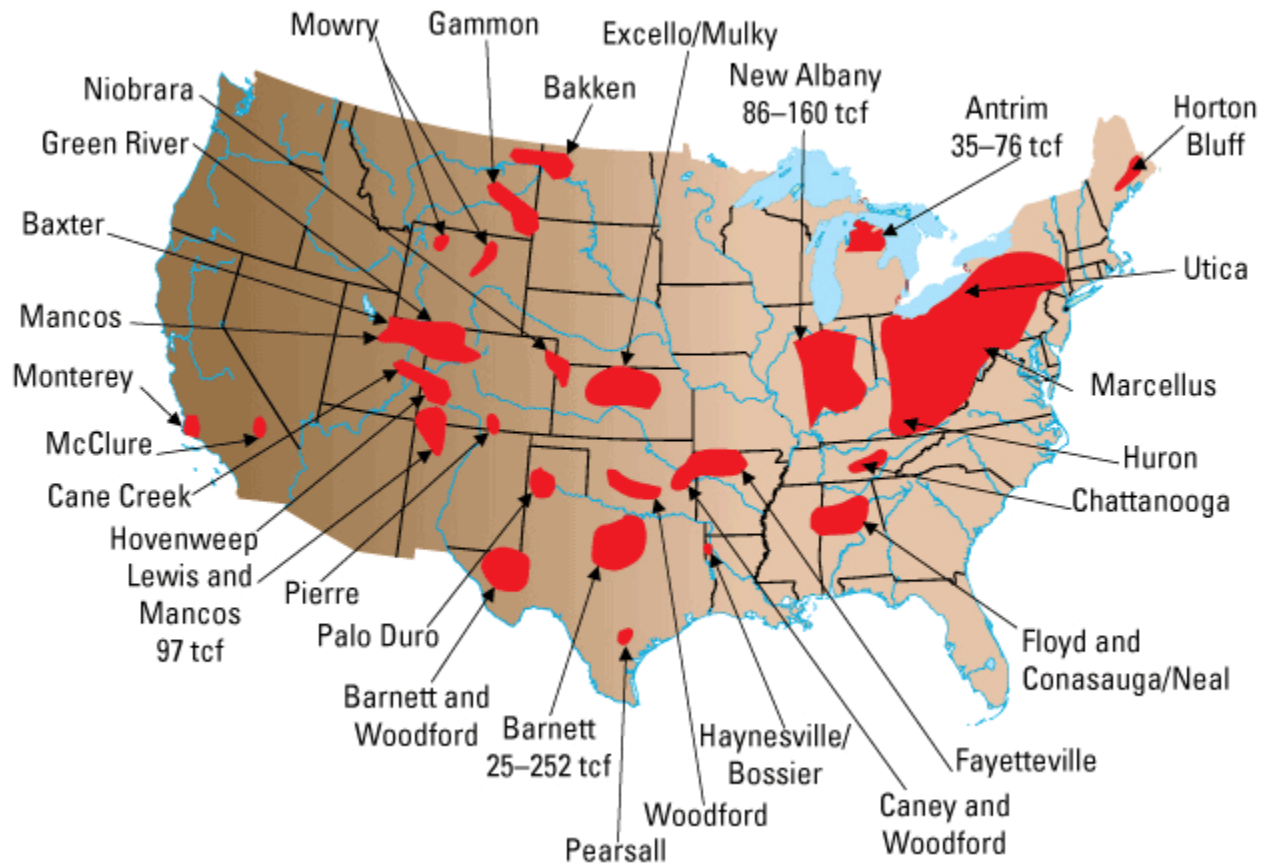 Mowry
Gammon
Excello/Mulky
Niobrara
Bakken
New Albany
86–160 tcf
Antrim
35–76 tcf
Horton
Bluff
Green River
Baxter
Utica
Mancos
Monterey
Marcellus
McClure
Huron
Cane Creek
Chattanooga
Hovenweep
Lewis and
Mancos
97 tcf
Pierre
Palo Duro
Floyd and
Conasauga/Neal
Barnett and
Woodford
Barnett
25–252 tcf
Haynesville/
Bossier
Fayetteville
Woodford
Caney and
Woodford
Pearsall